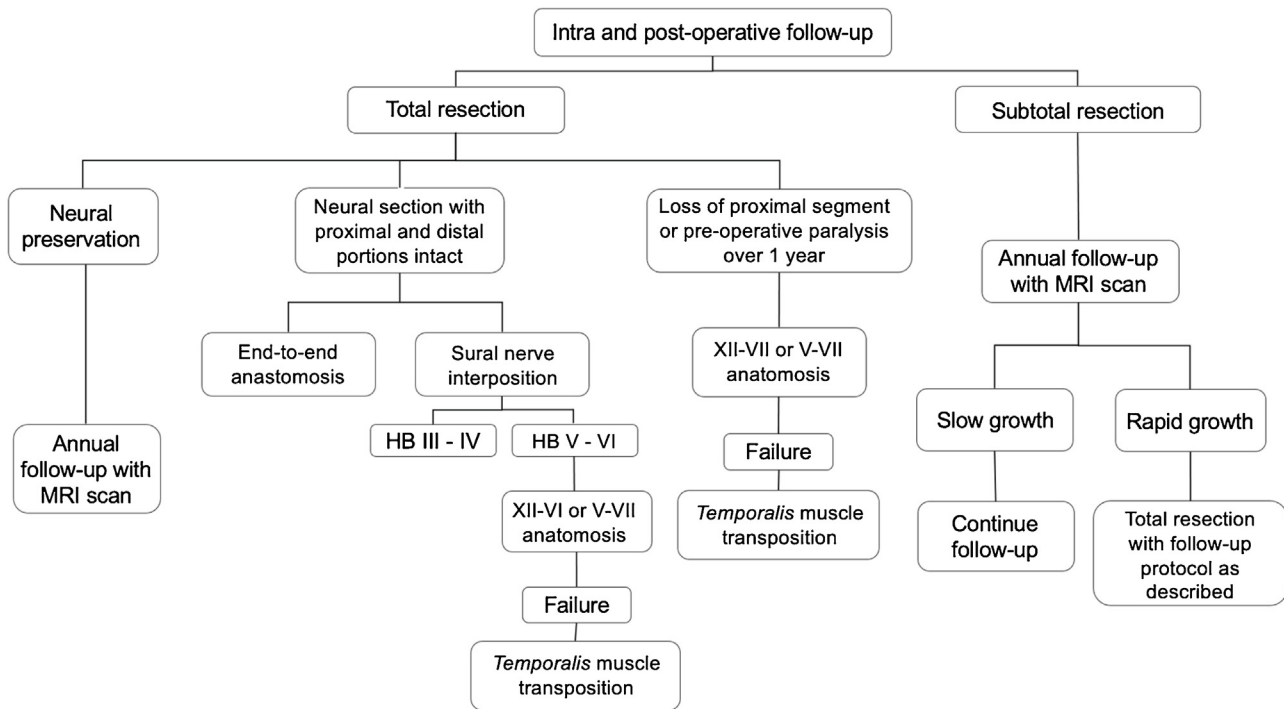 Intra and post-operative follow-up
Total resection
Subtotal resection
Neural
preservation
Neural section with
proximal and distal
portions intact
Loss of proximal segment
or pre-operative paralysis
over 1 year
Annual follow-up
with MRI scan
End-to-end
anastomosis
Sural nerve
interposition
XII-VII or V-VII
anatomosis
Slow growth
Rapid growth
Annual
follow-up with
MRI scan
HB III - IV
HB V - VI
Failure
XII-VI or V-VII
anatomosis
Temporalis muscle
transposition
Continue
follow-up
Total resection
with follow-up
protocol as
described
Failure
Temporalis muscle
transposition